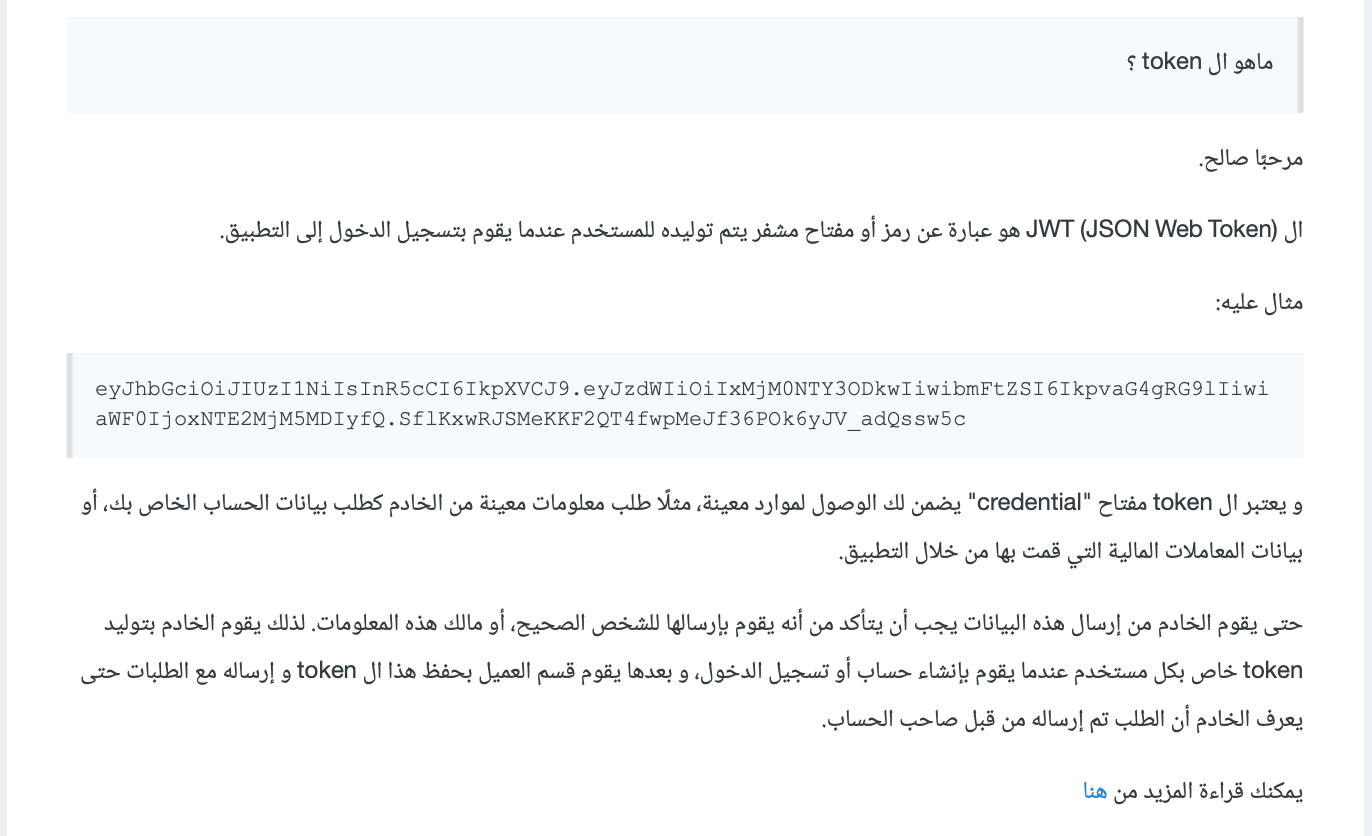 ماهو ال token ؟
مرحبًا صالح.
ال JWT (JSON Web Token) هو عبارة عن رمز أو مفتاح مشفر يتم توليده للمستخدم عندما يقوم بتسجيل الدخول إلى التطبيق.
مثال عليه:
eyJhbGciOiJIUzI1NiIsInR5cCI6IkpXVCJ9.eyJzdWIiOiIxMjM0NTY3ODkwIiwibmFtZSI6IkpvaG4gRG9lIiwi
aWF0IjoxNTE2MjM5MDIyfQ.SflKxwRJSMeKKF2QT4fwpMeJf36POk6yJV_adQssw5c
و يعتبر ال token مفتاح "credential" يضمن لك الوصول لموارد معينة، مثلًا طلب معلومات معينة من الخادم كطلب بيانات الحساب الخاص بك، أو
بيانات المعاملات المالية التي قمت بها من خلال التطبيق.
حتى يقوم الخادم من إرسال هذه البيانات يجب أن يتأكد من أنه يقوم بإرسالها للشخص الصحيح، أو مالك هذه المعلومات. لذلك يقوم الخادم بتوليد
token خاص بكل مستخدم عندما يقوم بإنشاء حساب أو تسجيل الدخول، و بعدها يقوم قسم العميل بحفظ هذا ال token و إرساله مع الطلبات حتى
يعرف الخادم أن الطلب تم إرساله من قبل صاحب الحساب.
يمكنك قراءة المزيد من هنا